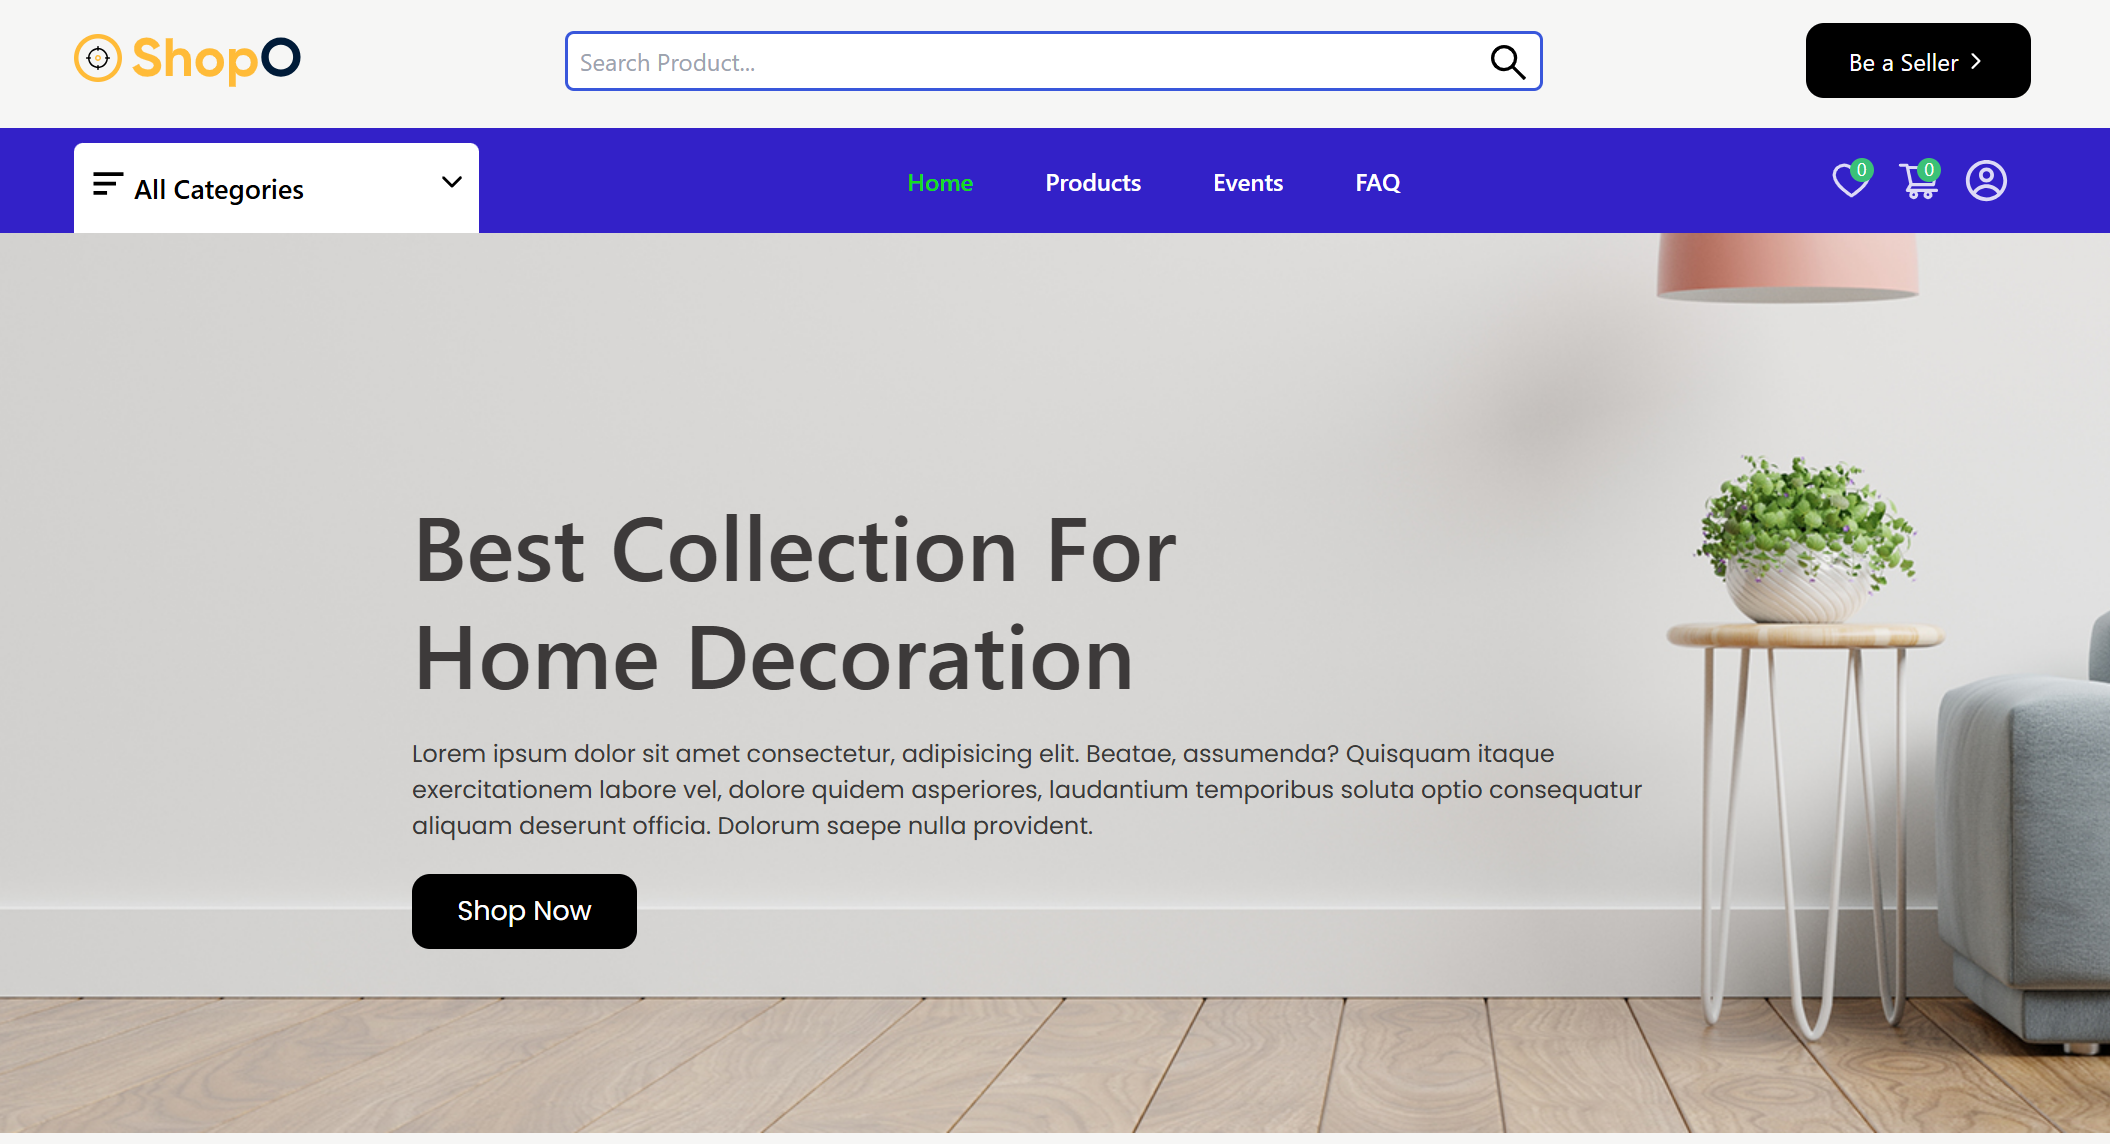 ShopO
Search Product...
Be a Seller
All Categories
Home
Products
Events
FAQ
0
0
Best Collection For
Home Decoration
Lorem ipsum dolor sit amet consectetur, adipisicing elit. Beatae, assumenda? Quisquam itaque
exercitationem labore vel, dolore quidem asperiores, laudantium temporibus soluta optio consequatur
aliquam deserunt officia. Dolorum saepe nulla provident.
Shop Now